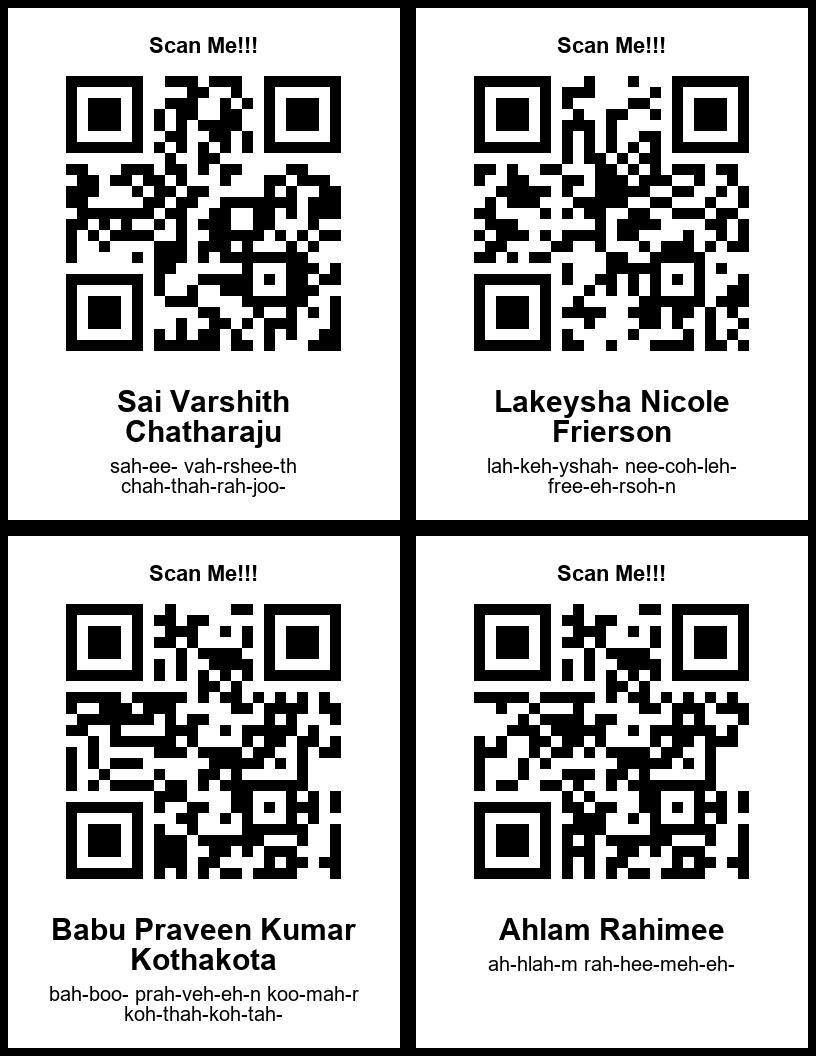 Scan Me!!!
Sai Varshith
Chatharaju
sah-ee- vah-rshee-th
chah-thah-rah-joo-
Scan Me!!!
Lakeysha Nicole
Frierson
lah-keh-yshah- nee-coh-leh-
free-eh-rsoh-n
Scan Me!!!
Babu Praveen Kumar
Kothakota
bah-boo- prah-veh-eh-n koo-mah-r
koh-thah-koh-tah-
Scan Me!!!
Ahlam Rahimee
ah-hlah-m rah-hee-meh-eh-